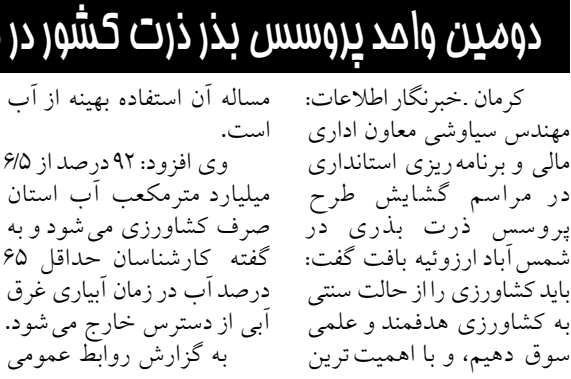 دومین واحد پروسس بذر ذرت کشور در
کرمان .خبرنگار اطلاعات:
مهندس سیاوشی معاون اداری
مالی و برنامه‌ریزی استانداری
در مراسم گشایش طرح
پروسس ذرت بذری در
شمس‌آباد ارزوئیه بافت گفت:
باید کشاورزی را از حالت سنتی
به کشاورزی هدفمند و علمی
سوق دهیم، و با اهمیت ترین
مساله آن استفاده بهینه از آب
است.
وی افزود: ۹۲ درصد از ۶/۵
میلیارد مترمکعب آب استان
صرف کشاورزی می‌شود و به
گفته کارشناسان حداقل ۶۵
درصد آب در زمان آبیاری غرق
آبی از دسترس خارج می‌شود.
به گزارش روابط عمومی